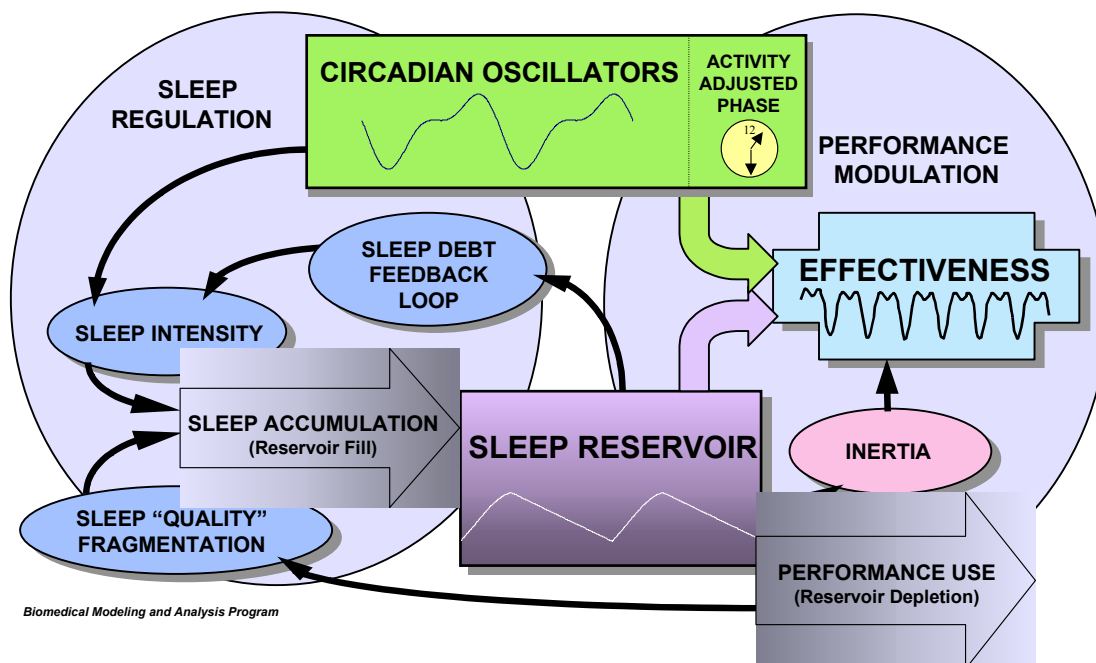 SLEEP
REGULATION
CIRCADIAN OSCILLATORS
ACTIVITY
ADJUSTED
PHASE
12
PERFORMANCE
MODULATION
SLEEP DEBT
FEEDBACK
LOOP
EFFECTIVENESS
SLEEP INTENSITY
SLEEP ACCUMULATION
(Reservoir Fill)
SLEEP RESERVOIR
INERTIA
SLEEP “QUALITY”
FRAGMENTATION
PERFORMANCE USE
(Reservoir Depletion)
Biomedical Modeling and Analysis Program